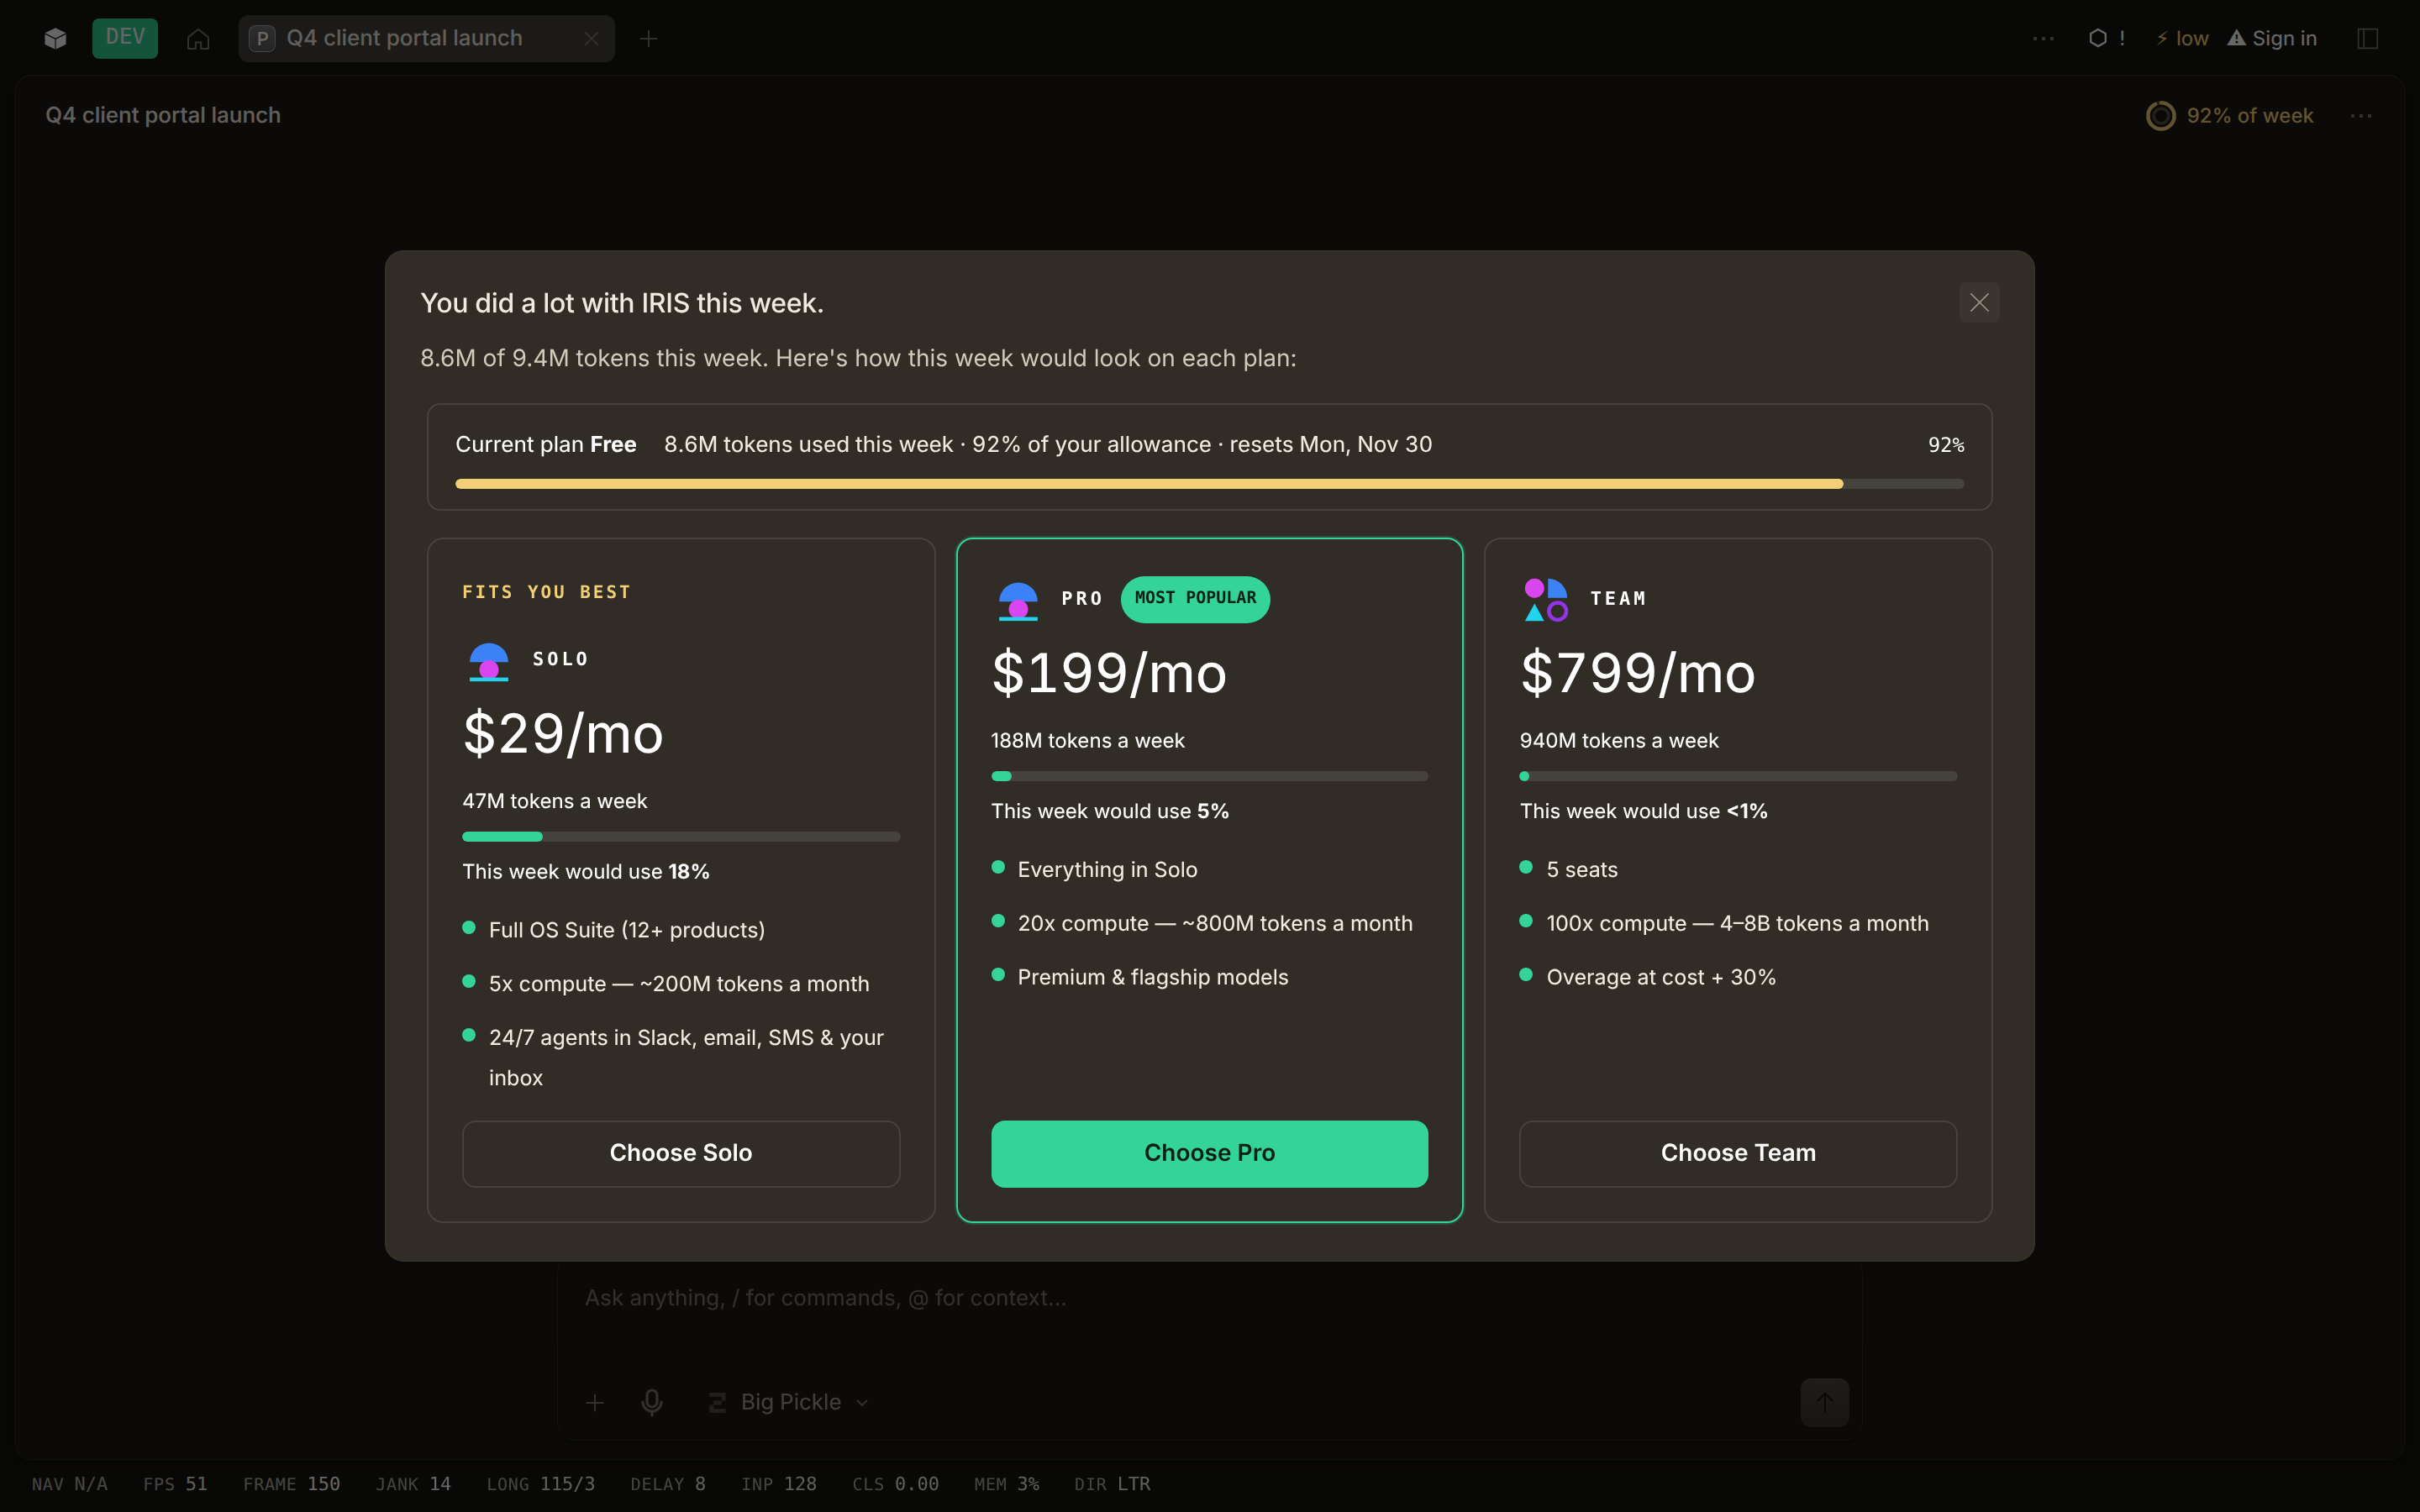 DEV
P
Q4 client portal launch
!
low
Sign in
Q4 client portal launch
92% of week
You did a lot with IRIS this week.
8.6M of 9.4M tokens this week. Here's how this week would look on each plan:
Current plan Free 8.6M tokens used this week · 92% of your allowance · resets Mon, Nov 30
92%
FITS YOU BEST
SOLO
$29/mo
47M tokens a week
This week would use 18%
Full OS Suite (12+ products)
5x compute — ~200M tokens a month
24/7 agents in Slack, email, SMS & your
inbox
Choose Solo
PRO
MOST POPULAR
$199/mo
188M tokens a week
This week would use 5%
Everything in Solo
20x compute — ~800M tokens a month
Premium & flagship models
Choose Pro
TEAM
$799/mo
940M tokens a week
This week would use <1%
5 seats
100x compute — 4–8B tokens a month
Overage at cost + 30%
Choose Team
Ask anything, / for commands, @ for context...
Big Pickle
NAV N/A FPS 51 FRAME 150 JANK 14 LONG 115/3 DELAY 8 INP 128 CLS 0.00 MEM 3% DIR LTR